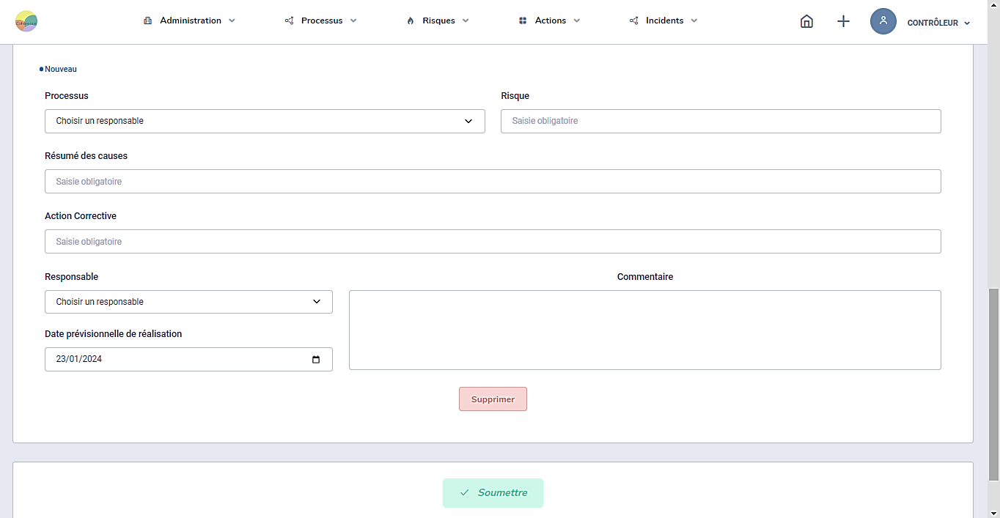 Cohérence
Administration
Processus
Risques
Actions
Incidents
CONTRÔLEUR
Nouveau
Processus
Risque
Choisir un responsable
Saisie obligatoire
Résumé des causes
Saisie obligatoire
Action Corrective
Saisie obligatoire
Responsable
Commentaire
Choisir un responsable
Date prévisionnelle de réalisation
23/01/2024
Supprimer
Soumettre